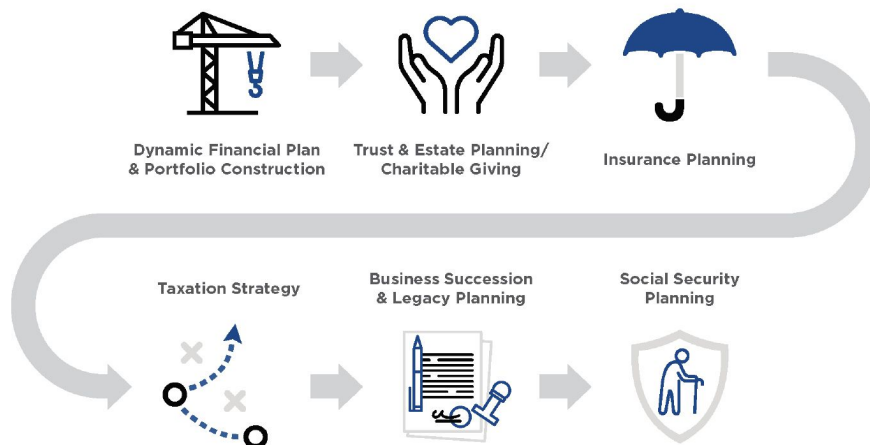 Dynamic Financial Plan
& Portfolio Construction
Trust & Estate Planning/
Charitable Giving
Insurance Planning
Taxation Strategy
Business Succession
& Legacy Planning
Social Security
Planning